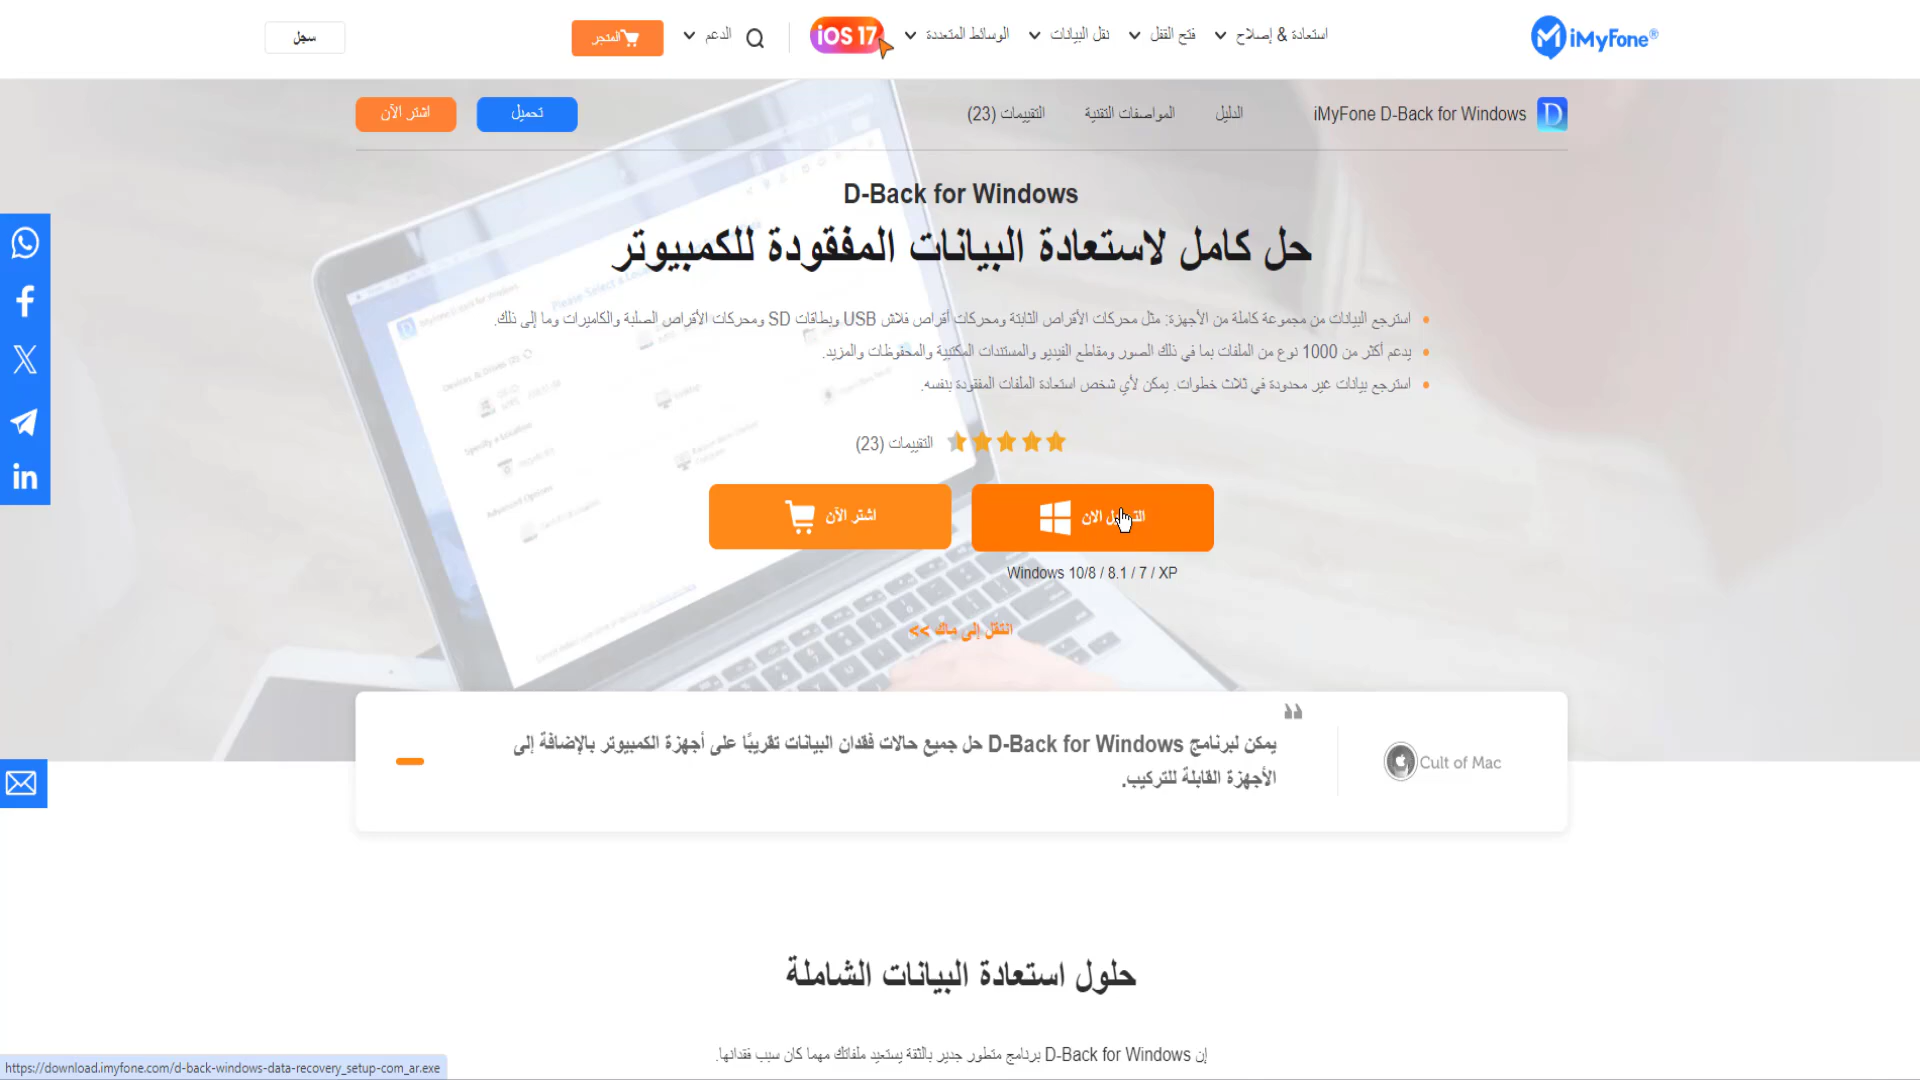 iMyFone®
استعادة & إصلاح
فتح القفل
نقل البيانات
الوسائط المتعددة
iOS 17
الدعم
المتجر
سجل
iMyFone D-Back for Windows
الدليل
المواصفات التقنية
التقييمات (23)
تحميل
اشتر الآن
D-Back for Windows
حل كامل لاستعادة البيانات المفقودة للكمبيوتر
استرجع البيانات من مجموعة كاملة من الأجهزة: مثل محركات الأقراص الثابتة ومحركات أقراص فلاش USB وبطاقات SD ومحركات الأقراص الصلبة والكاميرات وما إلى ذلك.
يدعم أكثر من 1000 نوع من الملفات بما في ذلك الصور ومقاطع الفيديو والمستندات المكتبية والمحفوظات والمزيد.
استرجع بيانات غير محدودة في ثلاث خطوات. يمكن لأي شخص استعادة الملفات المفقودة بنفسه.
التقييمات (23)
الآن
اشتر الآن
Windows 10/8 / 8.1 / 7 / XP
انتقل إلى ماك >>
Cult of Mac
يمكن لبرنامج D-Back for Windows حل جميع حالات فقدان البيانات تقريبًا على أجهزة الكمبيوتر بالإضافة إلى
الأجهزة القابلة للتركيب.
حلول استعادة البيانات الشاملة
إن D-Back for Windows برنامج متطور جدير بالثقة يستعيد ملفاتك مهما كان سبب فقدانها.
https://download.imyfone.com/d-back-windows-data-recovery_setup-com_ar.exe